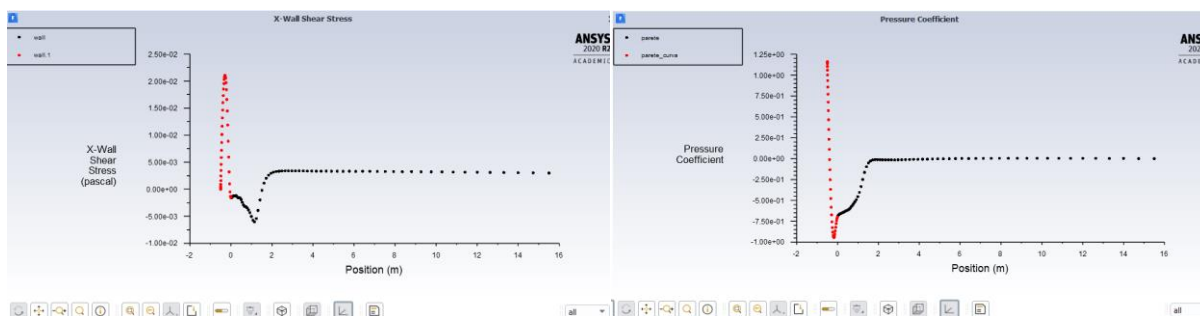 X-Wall Shear Stress
wall
wall:1
ANSYS
2020 R2
ACADEMIC
2.50e-02
2.00e-02
1.50e-02
1.00e-02
5.00e-03
0.00e+00
-5.00e-03
-1.00e-02
X-Wall
Shear
Stress
(pascal)
-2 0 2 4 6 8 10 12 14 16
Position (m)
all
Pressure Coefficient
parete
parete_curva
ANS
202
ACAD
1.25e+00
1.00e+00
7.50e-01
5.00e-01
2.50e-01
0.00e+00
-2.50e-01
-5.00e-01
-7.50e-01
-1.00e+00
Pressure
Coefficient
-2 0 2 4 6 8 10 12 14 16
Position (m)
all